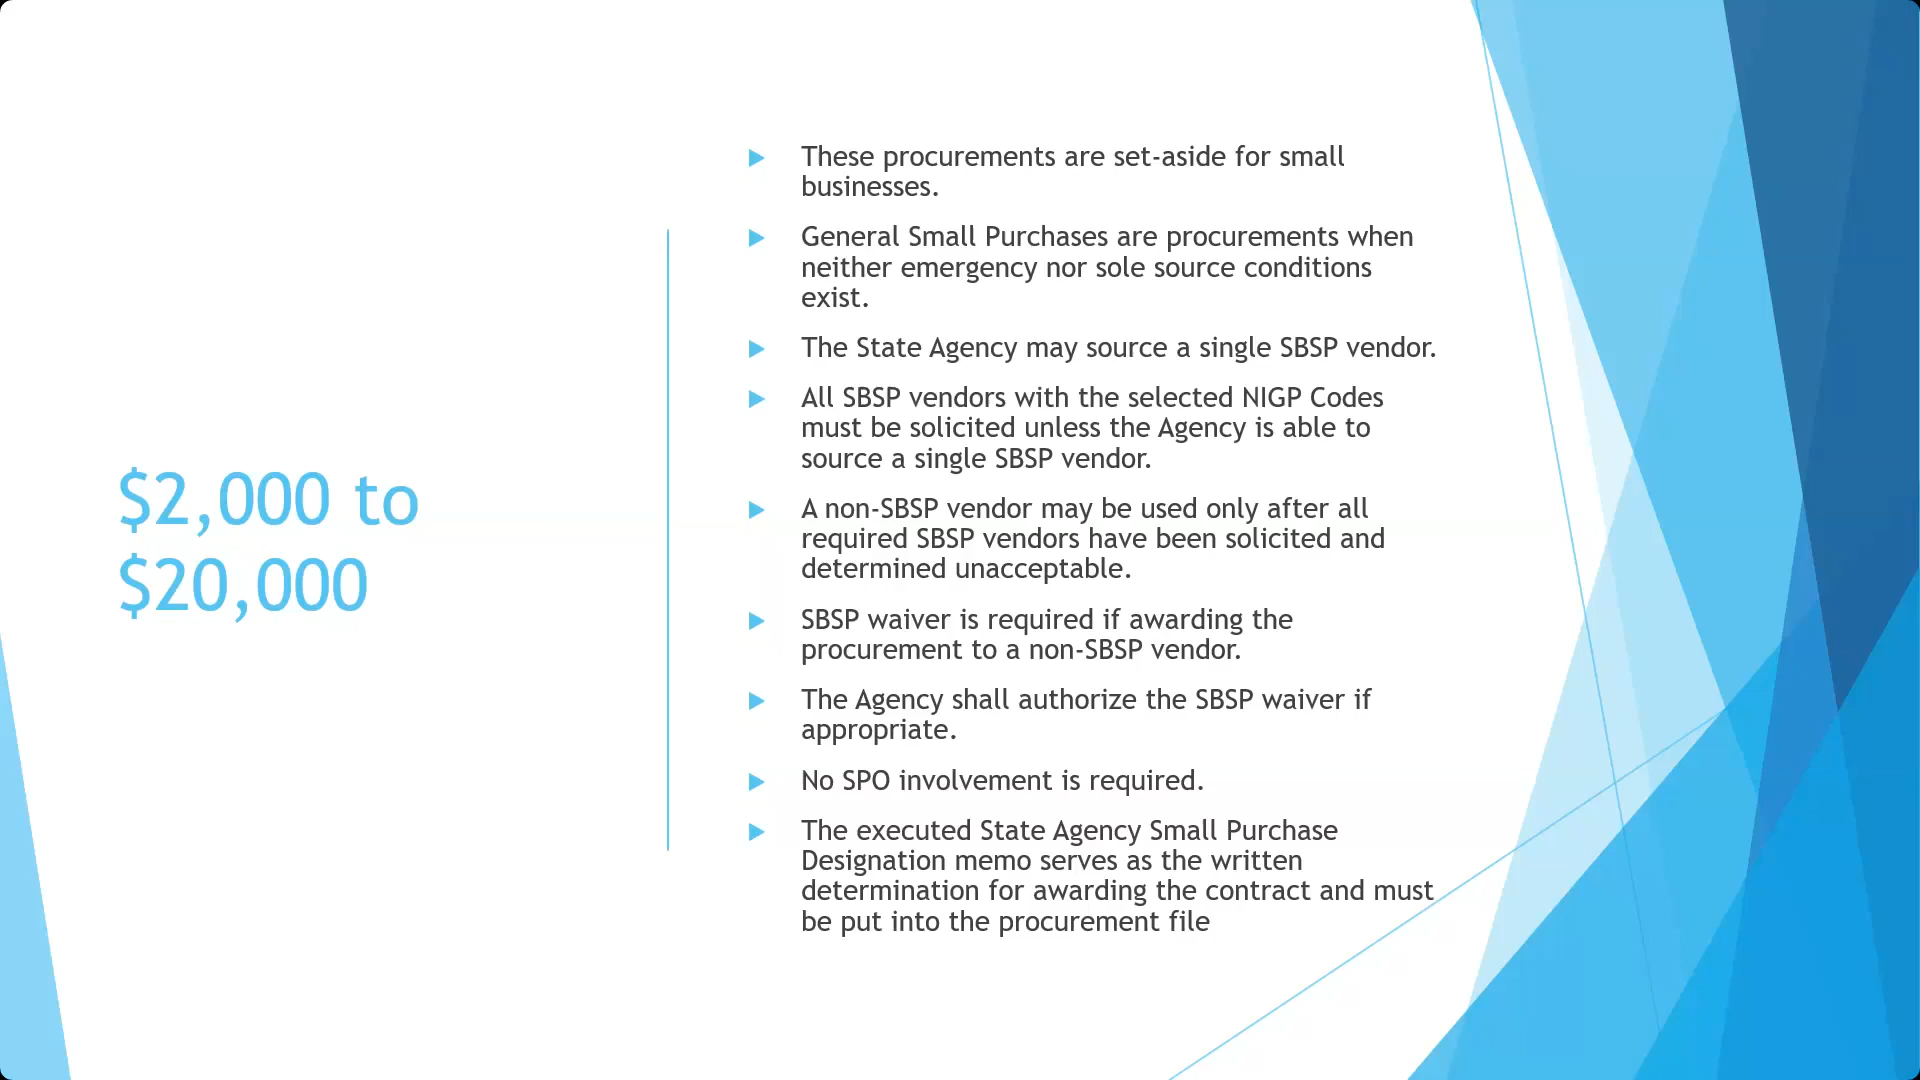 $2,000 to
$20,000
These procurements are set-aside for small
businesses.
General Small Purchases are procurements when
neither emergency nor sole source conditions
exist.
The State Agency may source a single SBSP vendor.
All SBSP vendors with the selected NIGP Codes
must be solicited unless the Agency is able to
source a single SBSP vendor.
A non-SBSP vendor may be used only after all
required SBSP vendors have been solicited and
determined unacceptable.
SBSP waiver is required if awarding the
procurement to a non-SBSP vendor.
The Agency shall authorize the SBSP waiver if
appropriate.
No SPO involvement is required.
The executed State Agency Small Purchase
Designation memo serves as the written
determination for awarding the contract and must
be put into the procurement file